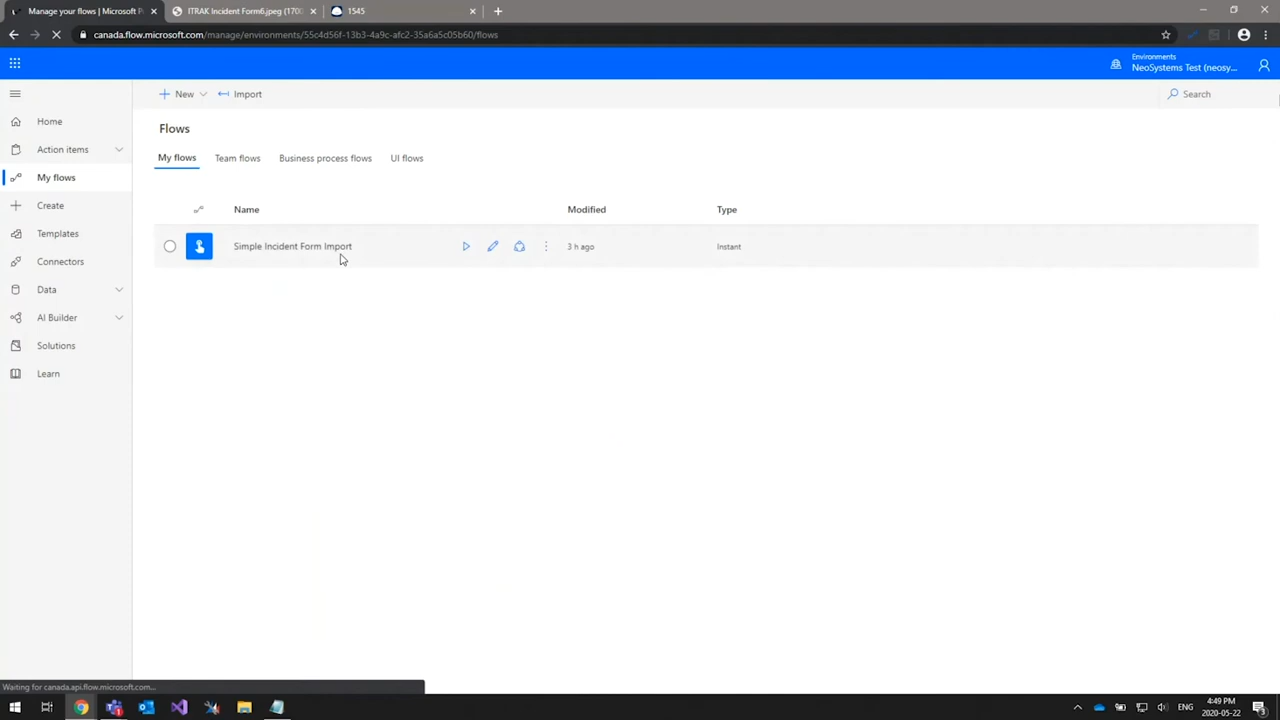 Manage your flows | Microsoft P
ITRAK Incident Form6.jpeg (1700
1545
canada.flow.microsoft.com/manage/environments/55c4d56f-13b3-4a9c-afc2-35a6a5c05b60/flows
Environments
NeoSystems Test (neosy...
New
Import
Search
Home
Action items
My flows
Create
Templates
Connectors
Data
AI Builder
Solutions
Learn
Flows
My flows
Team flows
Business process flows
UI flows
Name
Modified
Type
Simple Incident Form Import
3 h ago
Instant
Waiting for canada.api.flow.microsoft.com...
ENG
4:49 PM
2020-05-22